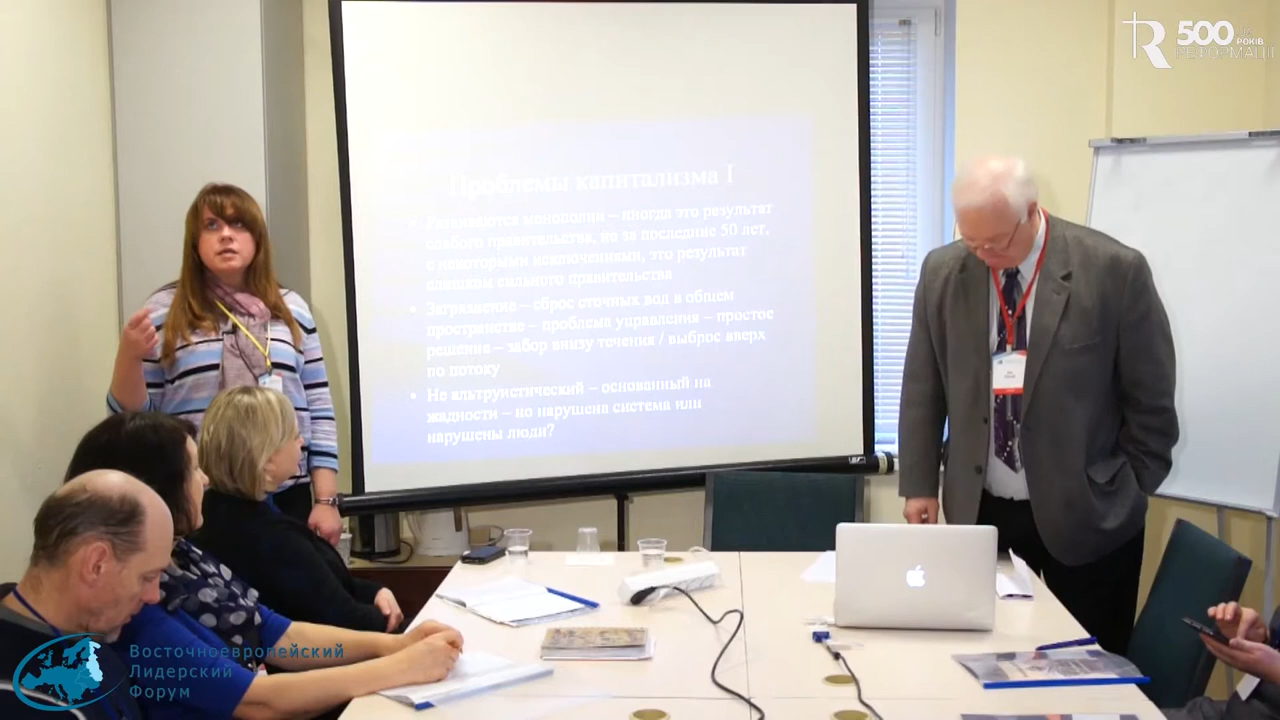 500 РОКІВ
РЕФОРМАЦІЇ
Проблемы капитализма I
• Развиваются монополии – иногда это результат
слабого правительства, но за последние 50 лет,
с некоторыми исключениями, это результат
слишком сильного правительства
• Загрязнение – сброс сточных вод в общем
пространстве – проблема управления – простое
решение – забор внизу течения / выброс вверх
по потоку
• Не альтруистический – основанный на
жадности – но нарушена система или
нарушены люди?
Восточноевропейский
Лидерский
Форум